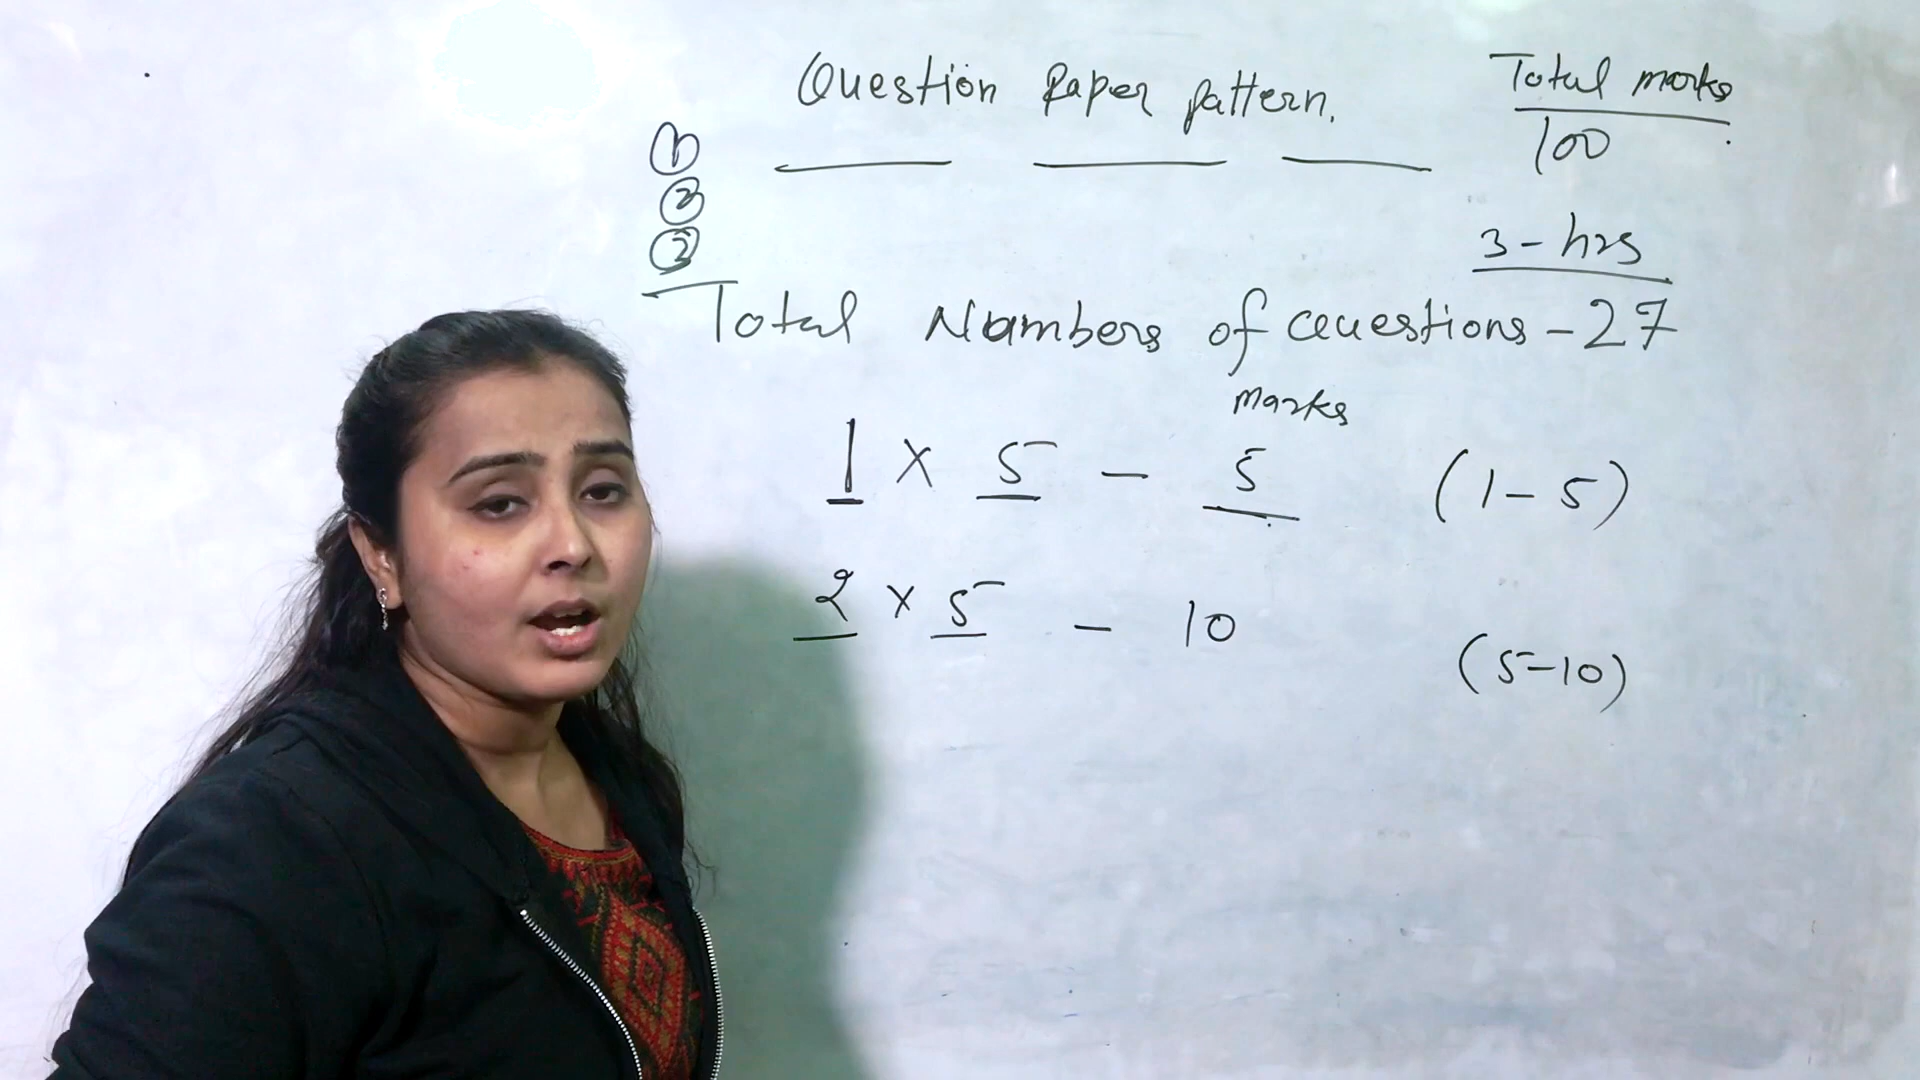 Question Paper pattern.
Total marks
100
①
②
③
3 - hrs
Total Numbers of Questions - 27
marks
1 × 5 - 5 (1 - 5)
2 × 5 - 10 (5-10)